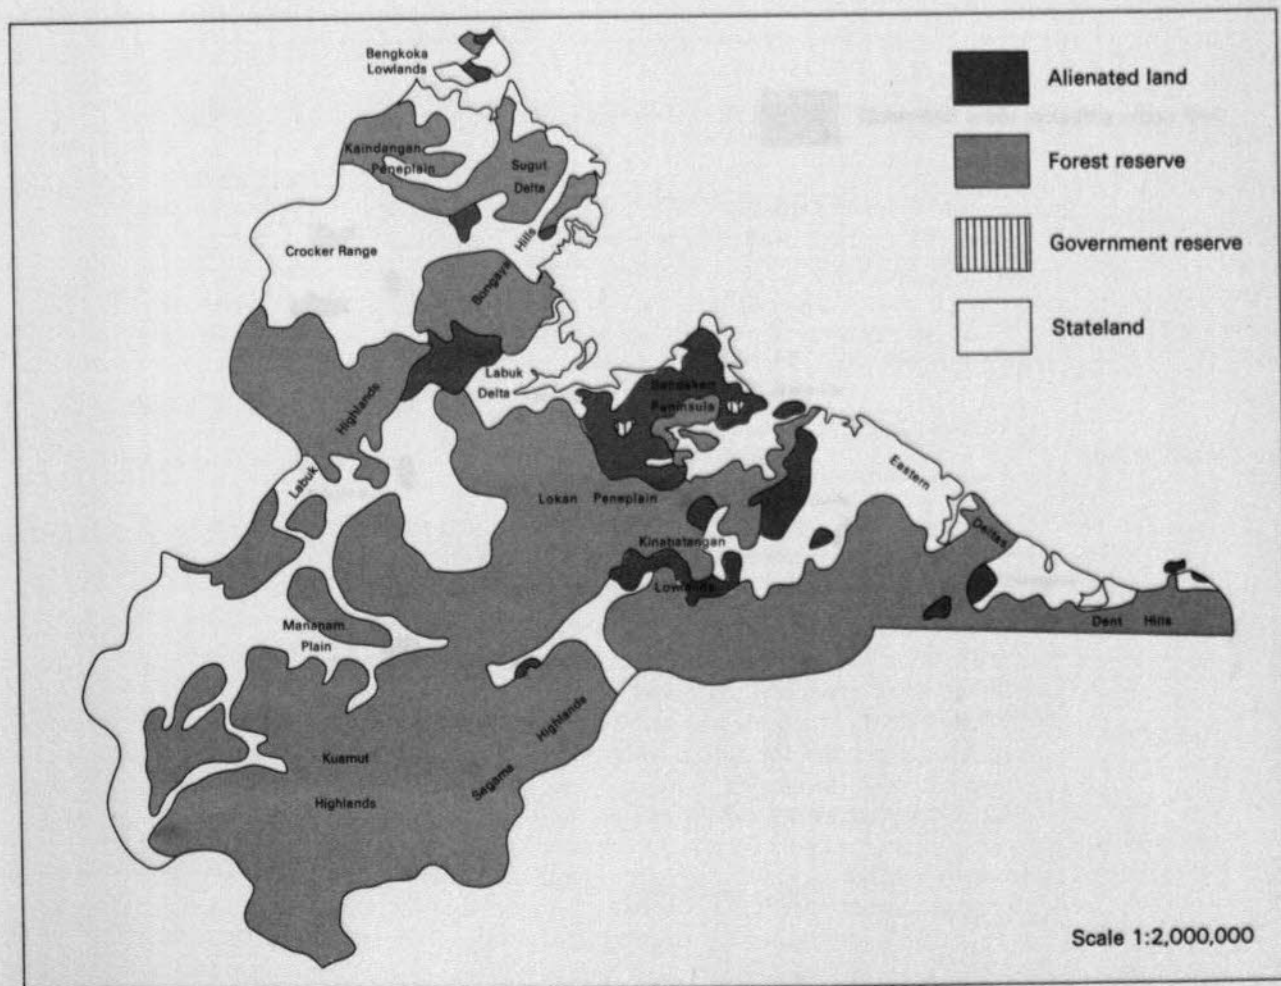 Bengkoka
Lowlands
Kaindangan
Peneplain
Sugut
Delta
Crocker Range
Bongaya Hills
Labuk
Delta
Sandakan
Peninsula
Labuk Highlands
Eastern Deltas
Lokan Peneplain
Kinabatangan
Lowlands
Mananam
Plain
Dent Hills
Kuamut
Highlands
Segama Highlands
Alienated land
Forest reserve
Government reserve
Stateland
Scale 1:2,000,000